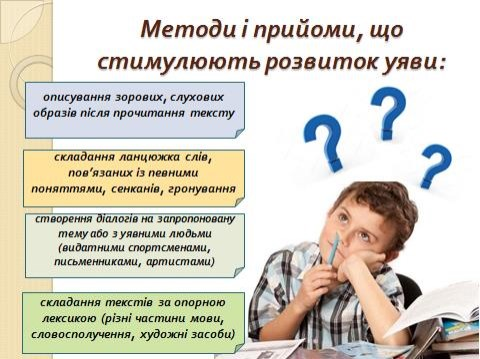 Методи і прийоми, що
стимулюють розвиток уяви:
описування зорових, слухових
образів після прочитання тексту
складання ланцюжка слів,
пов’язаних із певними
поняттями, сенканів, гронування
створення діалогів на запропоновану
тему або з уявними людьми
(видатними спортсменами,
письменниками, артистами)
складання текстів за опорною
лексикою (різні частини мови,
словосполучення, художні засоби)